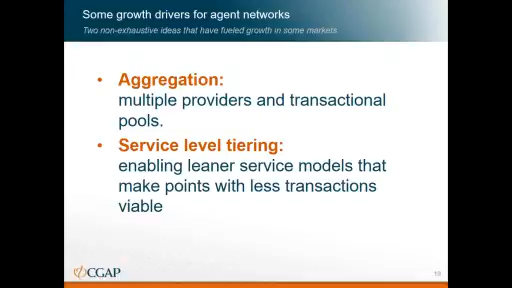 Some growth drivers for agent networks
Two non-exhaustive ideas that have fueled growth in some markets
• Aggregation:
multiple providers and transactional
pools.
• Service level tiering:
enabling leaner service models that
make points with less transactions
viable
CGAP